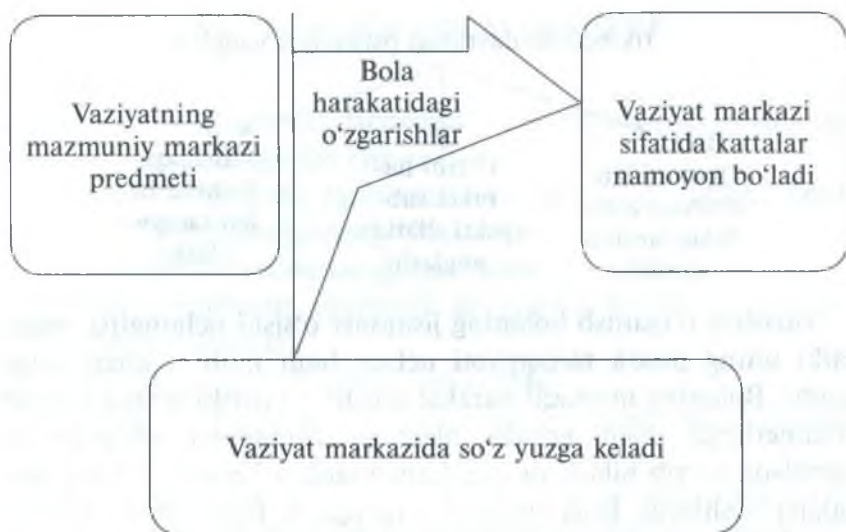 Vaziyatning
mazmuniy markazi
predmeti
Bola
harakatidagi
o‘zgarishlar
Vaziyat markazi
sifatida kattalar
namoyon bo‘ladi
Vaziyat markazida so‘z yuzga keladi